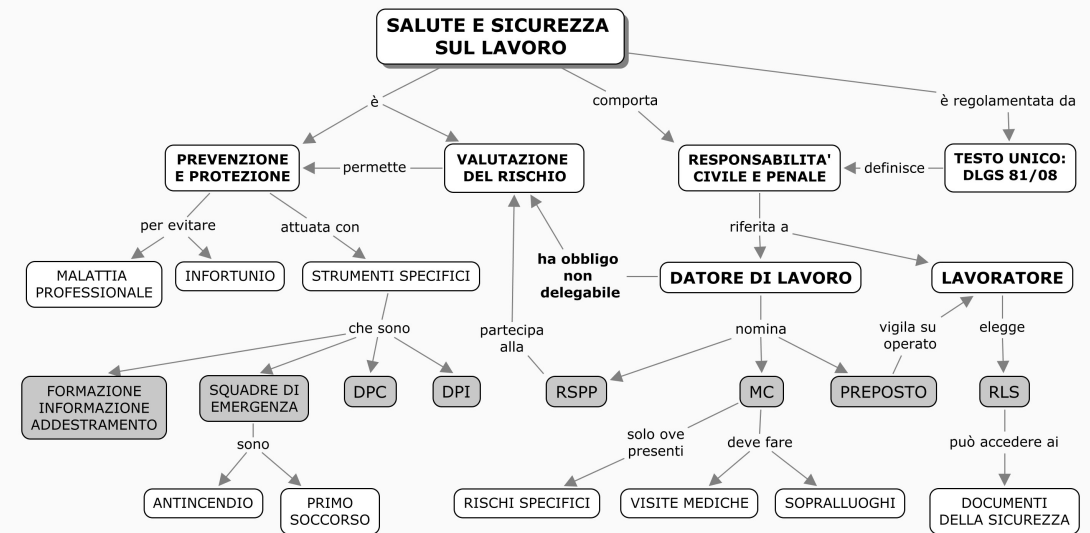 SALUTE E SICUREZZA
SUL LAVORO
è
comporta
è regolamentata da
PREVENZIONE
E PROTEZIONE
permette
VALUTAZIONE
DEL RISCHIO
RESPONSABILITA'
CIVILE E PENALE
definisce
TESTO UNICO:
DLGS 81/08
per evitare
attuata con
riferita a
MALATTIA
PROFESSIONALE
INFORTUNIO
STRUMENTI SPECIFICI
ha obbligo
non
delegabile
DATORE DI LAVORO
LAVORATORE
che sono
partecipa
alla
nomina
vigila su
operato
elegge
FORMAZIONE
INFORMAZIONE
ADDESTRAMENTO
SQUADRE DI
EMERGENZA
DPC
DPI
RSPP
MC
PREPOSTO
RLS
sono
solo ove
presenti
deve fare
può accedere ai
ANTINCENDIO
PRIMO
SOCCORSO
RISCHI SPECIFICI
VISITE MEDICHE
SOPRALLUOGHI
DOCUMENTI
DELLA SICUREZZA